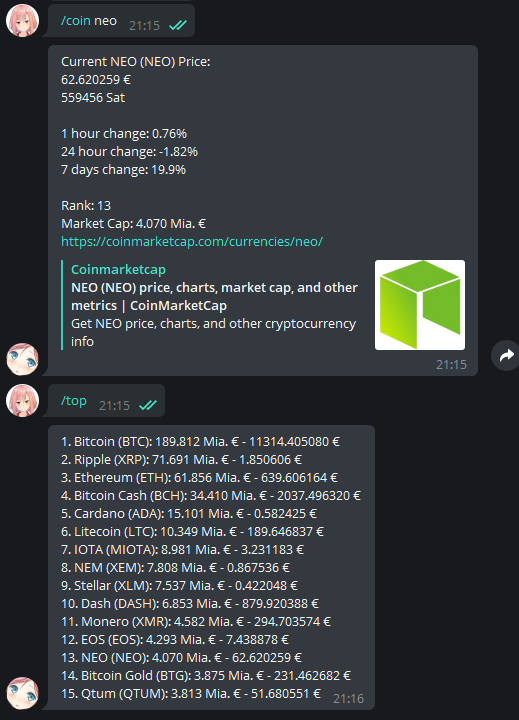 /coin neo 21:15
Current NEO (NEO) Price:
62.620259 €
559456 Sat
1 hour change: 0.76%
24 hour change: -1.82%
7 days change: 19.9%
Rank: 13
Market Cap: 4.070 Mia. €
https://coinmarketcap.com/currencies/neo/
Coinmarketcap
NEO (NEO) price, charts, market cap, and other
metrics | CoinMarketCap
Get NEO price, charts, and other cryptocurrency
info
21:15
/top 21:15
1. Bitcoin (BTC): 189.812 Mia. € - 11314.405080 €
2. Ripple (XRP): 71.691 Mia. € - 1.850606 €
3. Ethereum (ETH): 61.856 Mia. € - 639.606164 €
4. Bitcoin Cash (BCH): 34.410 Mia. € - 2037.496320 €
5. Cardano (ADA): 15.101 Mia. € - 0.582425 €
6. Litecoin (LTC): 10.349 Mia. € - 189.646837 €
7. IOTA (MIOTA): 8.981 Mia. € - 3.231183 €
8. NEM (XEM): 7.808 Mia. € - 0.867536 €
9. Stellar (XLM): 7.537 Mia. € - 0.422048 €
10. Dash (DASH): 6.853 Mia. € - 879.920388 €
11. Monero (XMR): 4.582 Mia. € - 294.703574 €
12. EOS (EOS): 4.293 Mia. € - 7.438878 €
13. NEO (NEO): 4.070 Mia. € - 62.620259 €
14. Bitcoin Gold (BTG): 3.875 Mia. € - 231.462682 €
15. Qtum (QTUM): 3.813 Mia. € - 51.680551 € 21:16